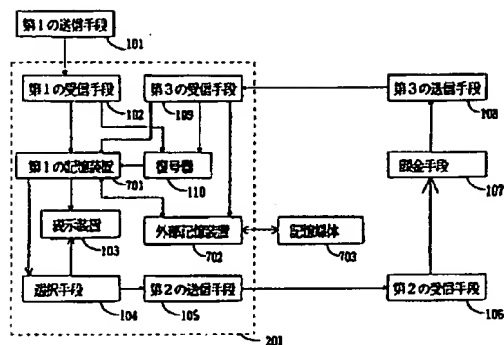 第1の送信手段
101
第1の受信手段
102
第3の受信手段
109
第3の送信手段
108
第1の記憶装置
701
復号器
110
課金手段
107
表示装置
103
外部記憶装置
702
記憶媒体
703
選択手段
104
第2の送信手段
105
第2の受信手段
106
201